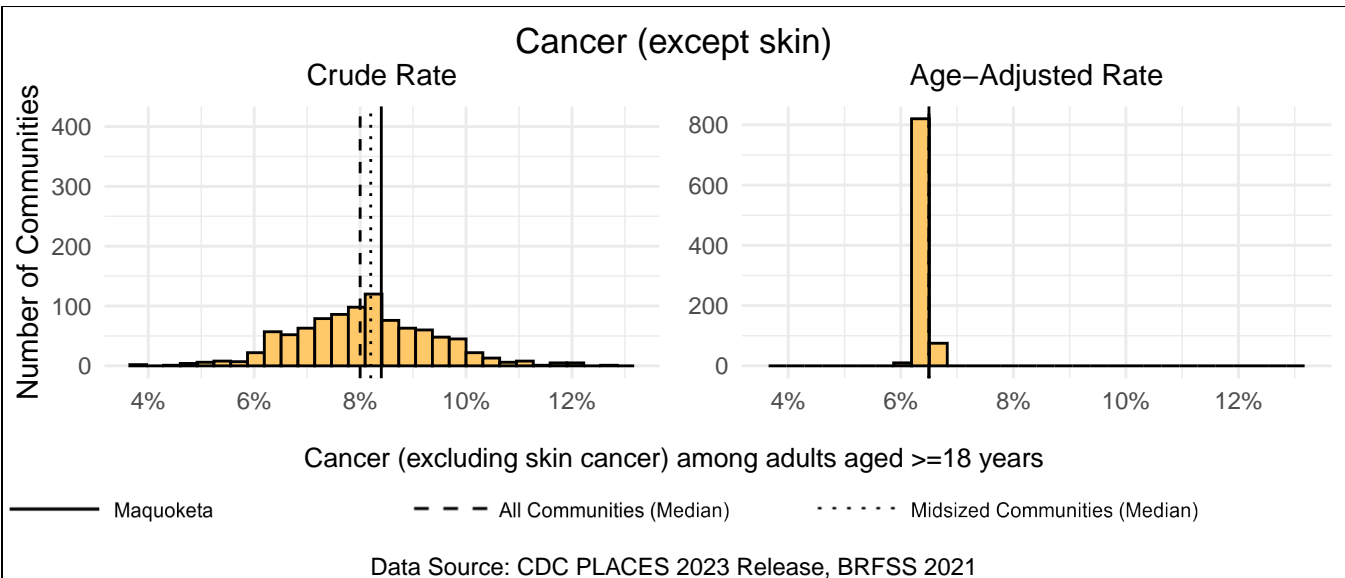 Cancer (except skin)
Crude Rate
Age−Adjusted Rate
Number of Communities
400
300
200
100
0
4%
6%
8%
10%
12%
800
600
400
200
0
4%
6%
8%
10%
12%
Cancer (excluding skin cancer) among adults aged >=18 years
Maquoketa
All Communities (Median)
Midsized Communities (Median)
Data Source: CDC PLACES 2023 Release, BRFSS 2021